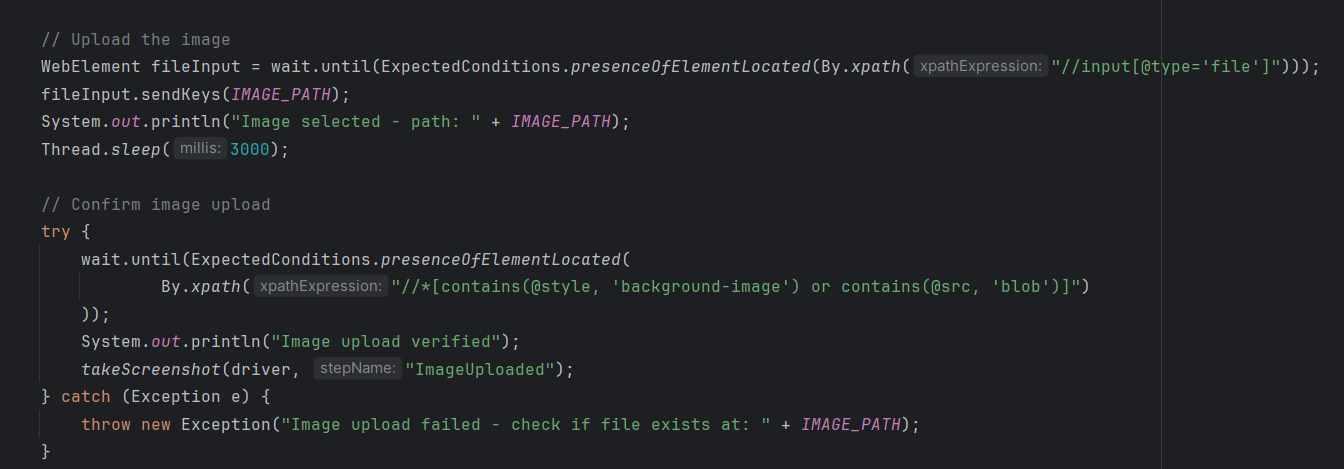 // Upload the image
WebElement fileInput = wait.until(ExpectedConditions.presenceOfElementLocated(By.xpath( xpathExpression: "//input[@type='file']")));
fileInput.sendKeys(IMAGE_PATH);
System.out.println("Image selected - path: " + IMAGE_PATH);
Thread.sleep( millis: 3000);
// Confirm image upload
try {
wait.until(ExpectedConditions.presenceOfElementLocated(
By.xpath( xpathExpression: "//*[contains(@style, 'background-image') or contains(@src, 'blob')]")
));
System.out.println("Image upload verified");
takeScreenshot(driver, stepName: "ImageUploaded");
} catch (Exception e) {
throw new Exception("Image upload failed - check if file exists at: " + IMAGE_PATH);
}